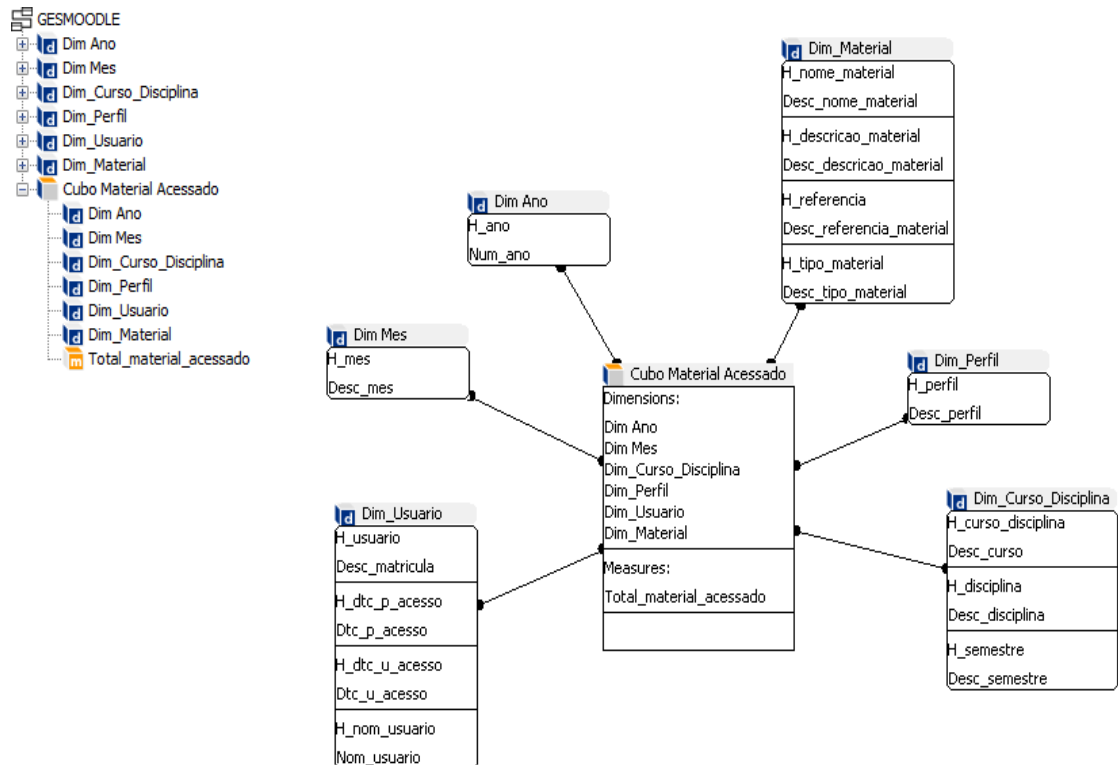 GESMOODLE
Dim Ano
Dim Mes
Dim_Curso_Disciplina
Dim_Perfil
Dim_Usuario
Dim_Material
Cubo Material Acessado
Dim Ano
Dim Mes
Dim_Curso_Disciplina
Dim_Perfil
Dim_Usuario
Dim_Material
Total_material_acessado
Dim_Material
H_nome_material
Desc_nome_material
H_descricao_material
Desc_descricao_material
H_referência
Desc_referencia_material
H_tipo_material
Desc_tipo_material
Dim Ano
H_ano
Num_ano
Dim Mes
H_mes
Desc_mes
Cubo Material Acessado
Dimensions:
Dim Ano
Dim Mes
Dim_Curso_Disciplina
Dim_Perfil
Dim_Usuario
Dim_Material
Measures:
Total_material_acessado
Dim_Perfil
H_perfil
Desc_perfil
Dim_Usuario
H_usuario
Desc_matricula
H_dtc_p_acesso
Dtc_p_acesso
H_dtc_u_acesso
Dtc_u_acesso
H_nom_usuario
Nom_usuario
Dim_Curso_Disciplina
H_curso_disciplina
Desc_curso
H_disciplina
Desc_disciplina
H_semestre
Desc_semestre